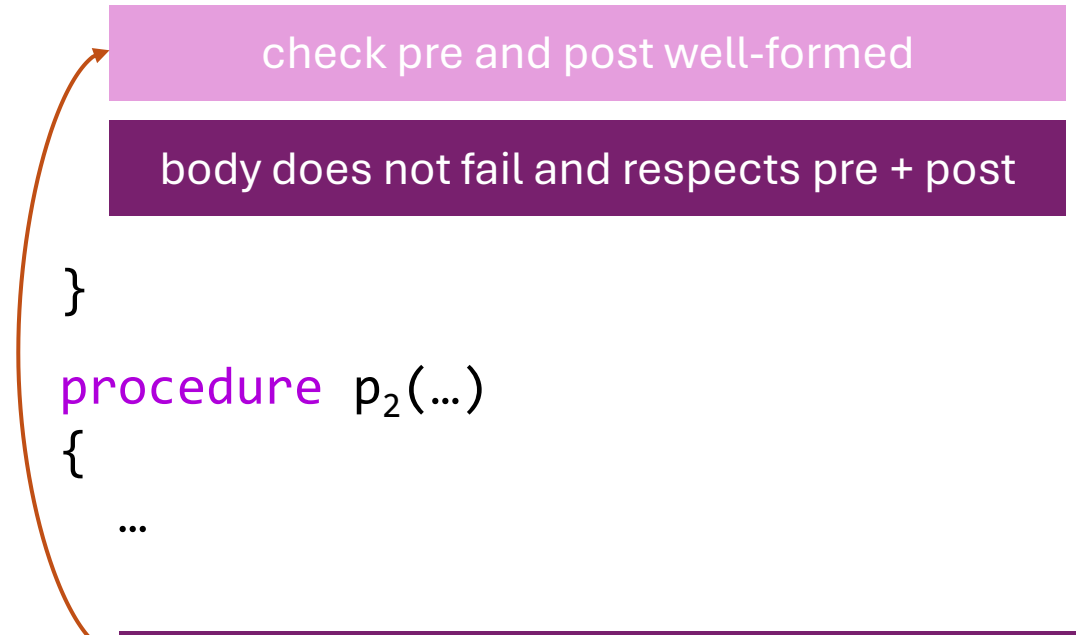 check pre and post well-formed
body does not fail and respects pre + post
}
procedure p₂(…)
{
…